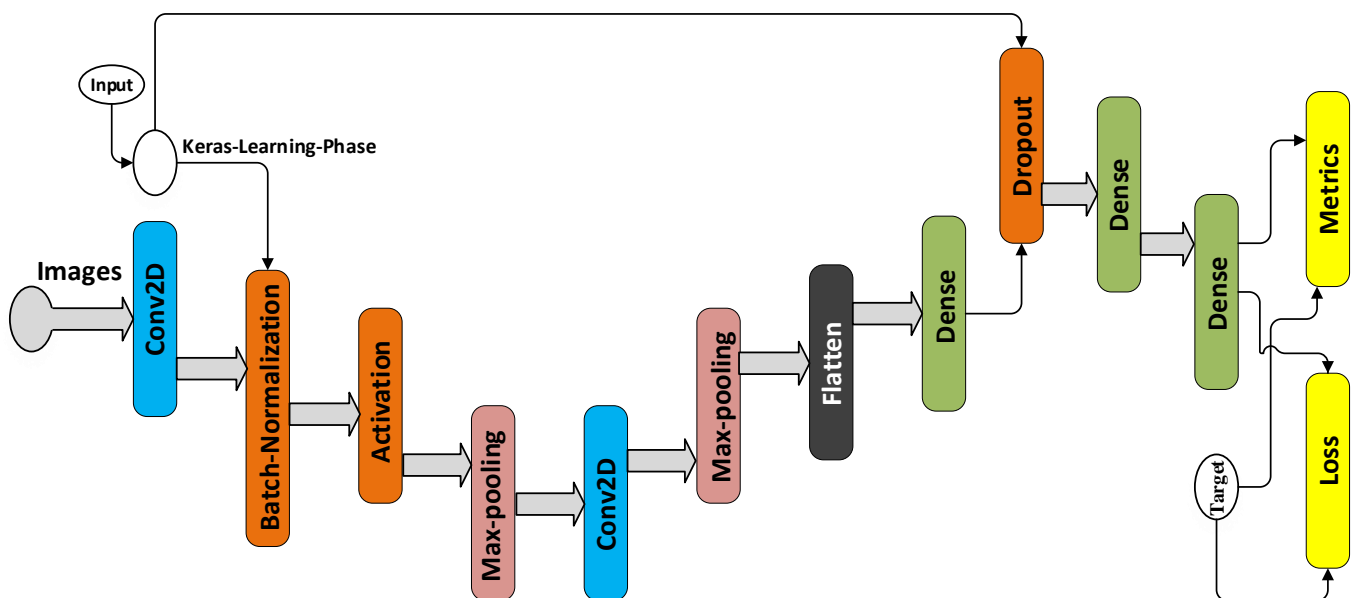 Input
Keras-Learning-Phase
Images
Conv2D
Batch-Normalization
Activation
Max-pooling
Conv2D
Max-pooling
Flatten
Dense
Dropout
Dense
Dense
Metrics
Target
Loss